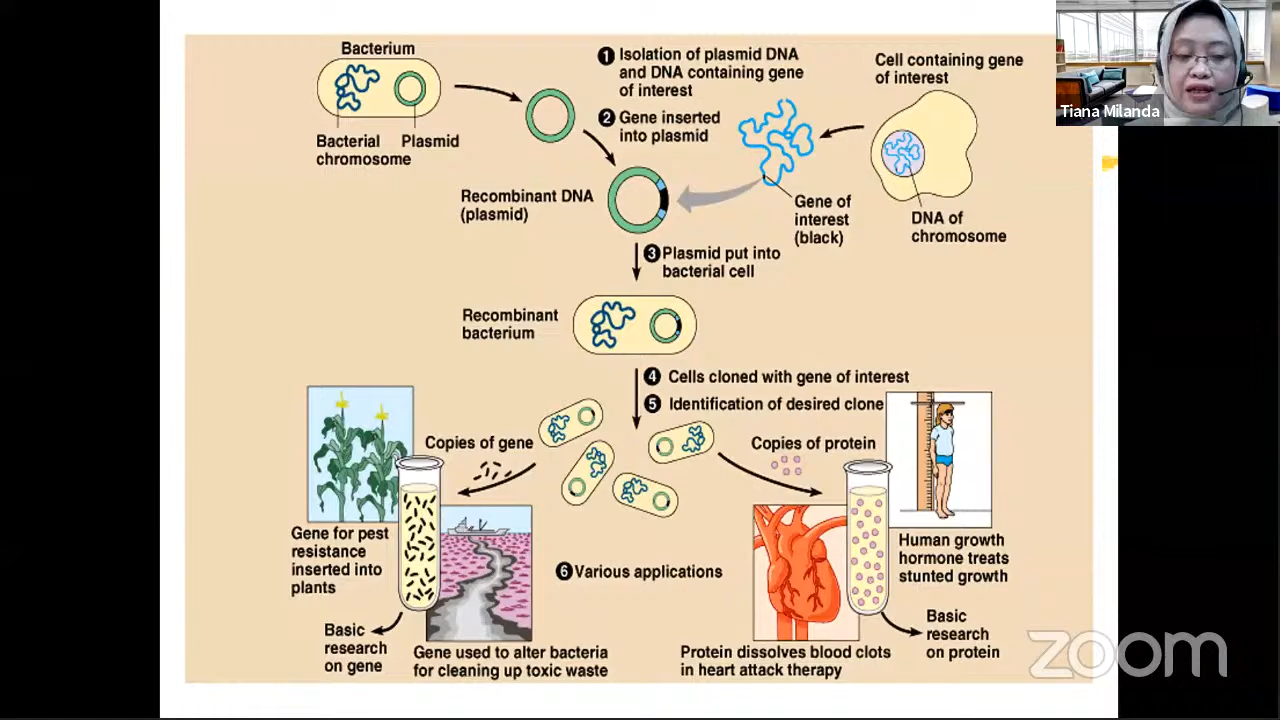 Bacterium
Bacterial
chromosome
Plasmid
1 Isolation of plasmid DNA
and DNA containing gene
of interest
2 Gene inserted
into plasmid
Cell containing gene
of interest
Tiana Milanda
Recombinant DNA
(plasmid)
Gene of
interest
(black)
DNA of
chromosome
3 Plasmid put into
bacterial cell
Recombinant
bacterium
4 Cells cloned with gene of interest
5 Identification of desired clone
Copies of gene
Copies of protein
Gene for pest
resistance
inserted into
plants
Human growth
hormone treats
stunted growth
6 Various applications
Basic
research
on gene
Gene used to alter bacteria
for cleaning up toxic waste
Protein dissolves blood clots
in heart attack therapy
Basic
research
on protein
zoom